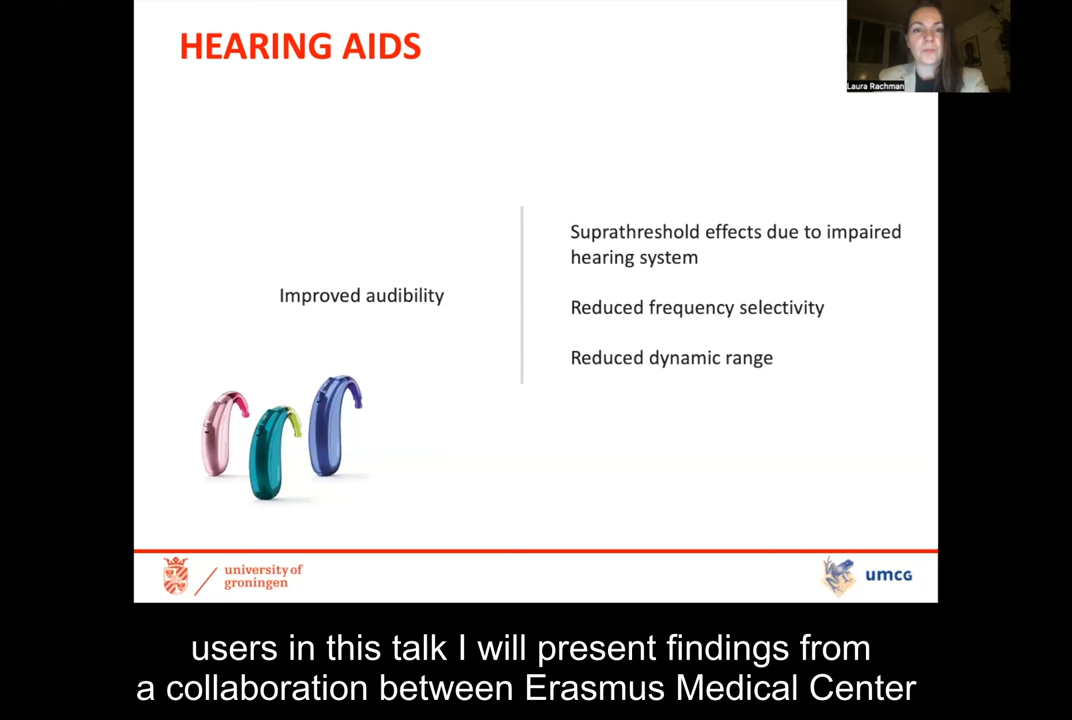 HEARING AIDS
Laura Rachman
Improved audibility
Suprathreshold effects due to impaired
hearing system
Reduced frequency selectivity
Reduced dynamic range
university of
groningen
umcg
users in this talk I will present findings from
a collaboration between Erasmus Medical Center